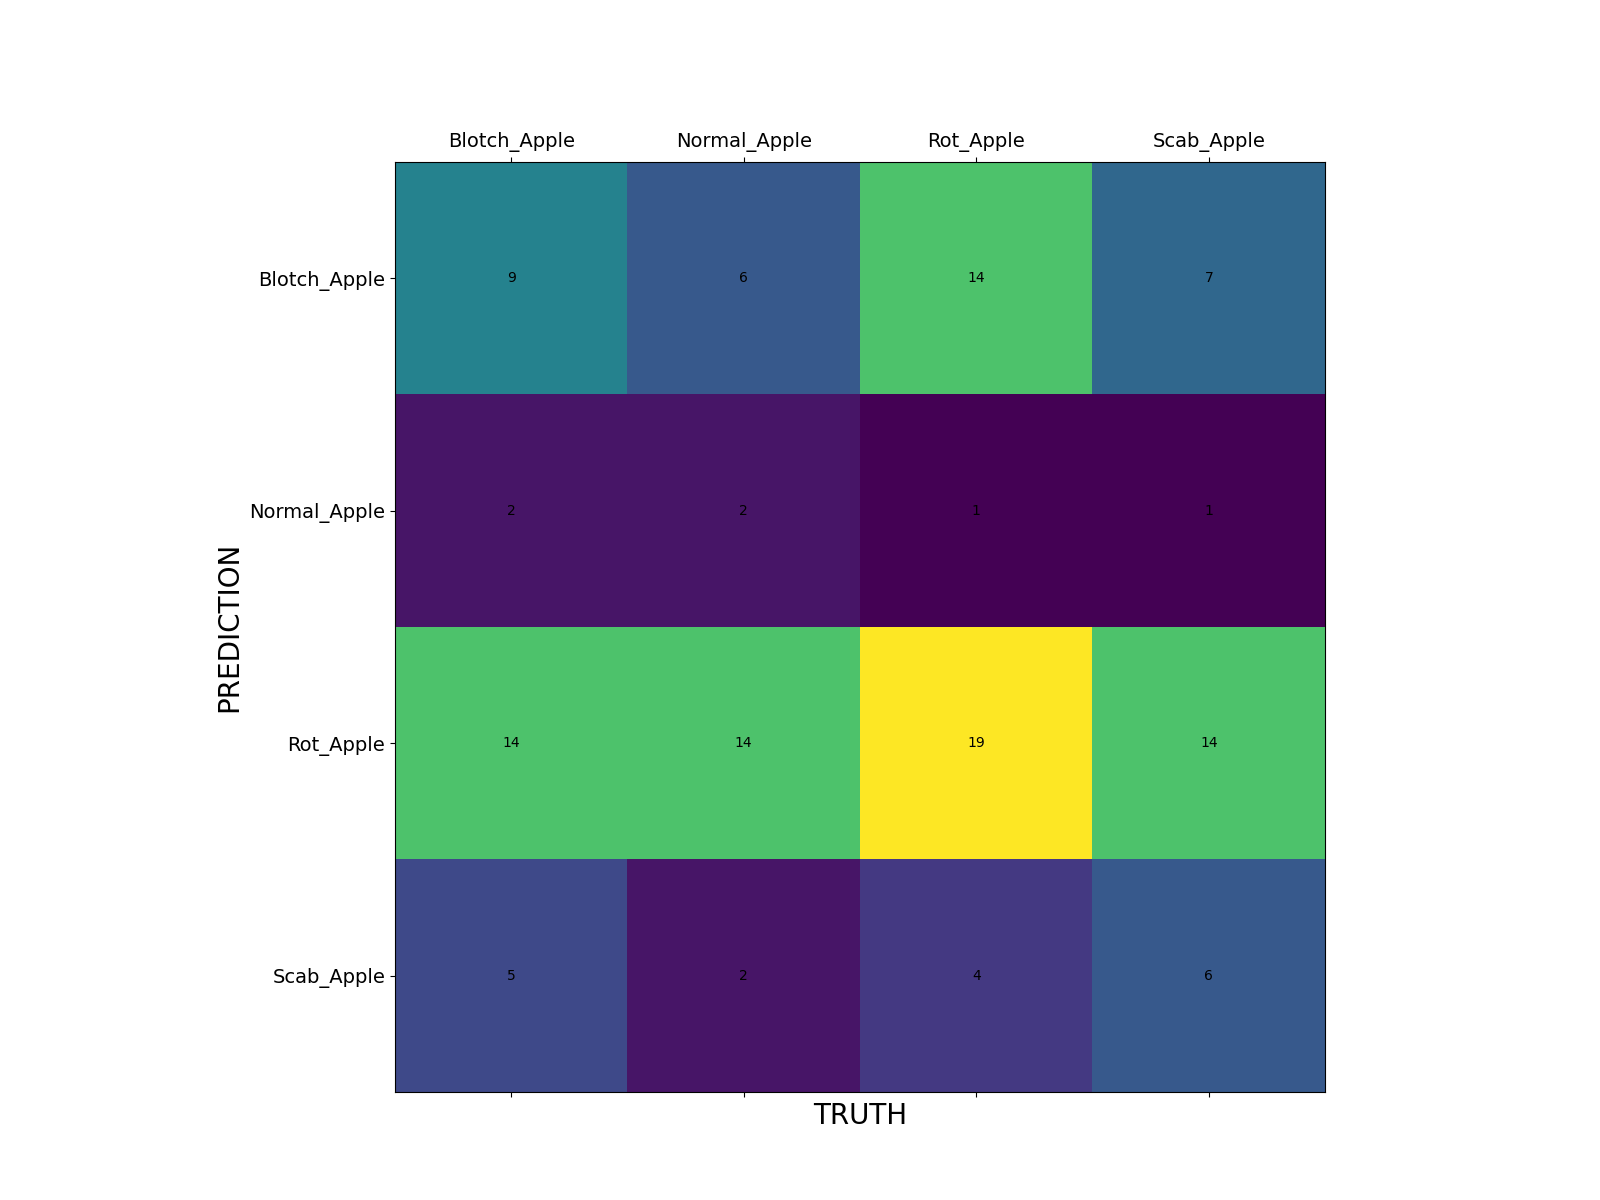 Blotch_Apple Normal_Apple Rot_Apple Scab_Apple
Blotch_Apple 9 6 14 7
Normal_Apple 2 2 1 1
PREDICTION
Rot_Apple 14 14 19 14
Scab_Apple 5 2 4 6
TRUTH